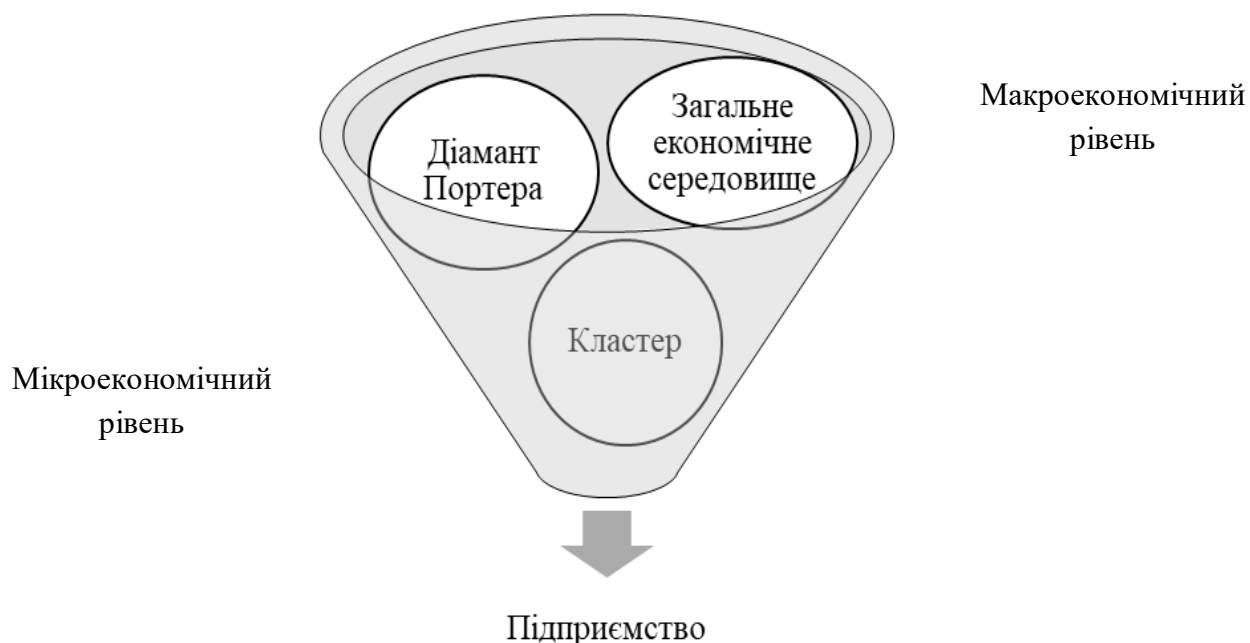 Діамант
Портера
Загальне
економічне
середовище
Макроекономічний
рівень
Кластер
Мікроекономічний
рівень
Підприємство